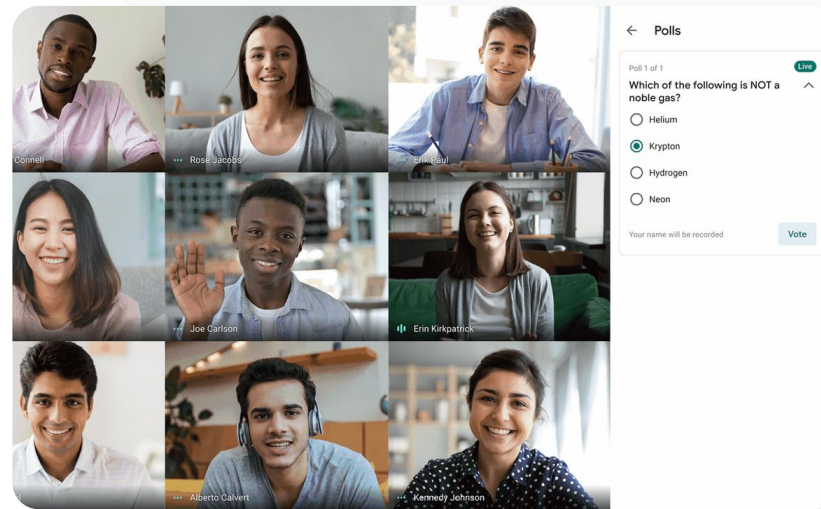 Polls
Poll 1 of 1
Live
Which of the following is NOT a
noble gas?
Helium
Krypton
Hydrogen
Neon
Your name will be recorded
Vote
'Connell
Rose Jacobs
Erik Paul
Joe Carlson
Erin Kirkpatrick
Alberto Calvert
Kennedy Johnson